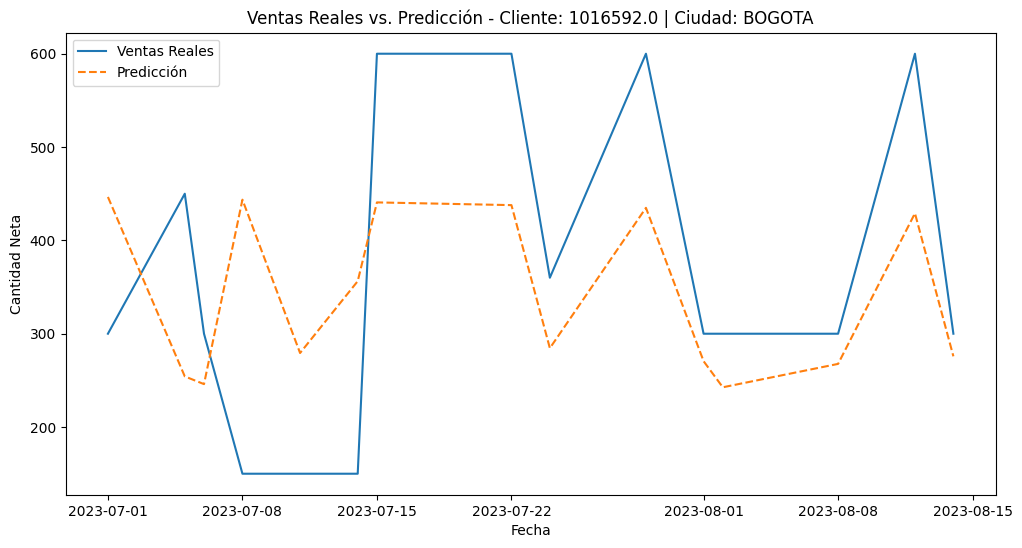 Ventas Reales vs. Predicción - Cliente: 1016592.0 | Ciudad: BOGOTA
Ventas Reales
Predicción
Cantidad Neta
600
500
400
300
200
2023-07-01
2023-07-08
2023-07-15
2023-07-22
2023-08-01
2023-08-08
2023-08-15
Fecha